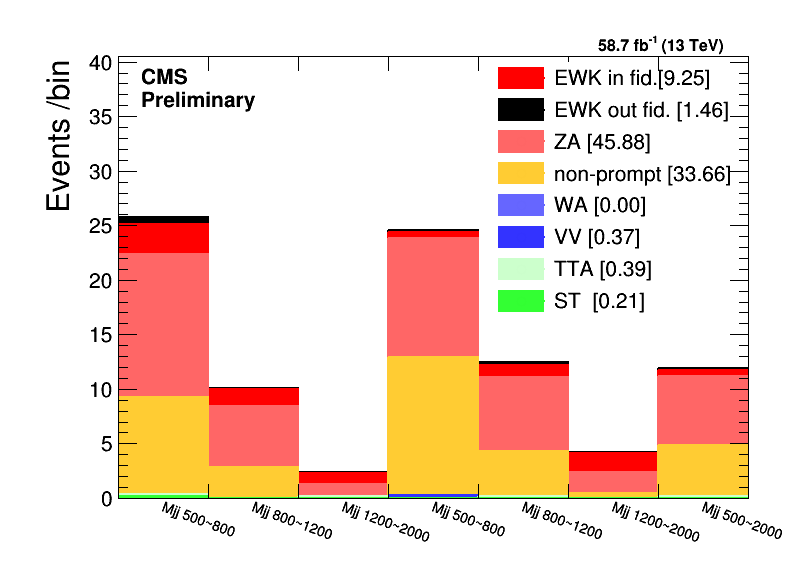 58.7 fb-1 (13 TeV)
CMS
Preliminary
Events /bin
40
35
30
25
20
15
10
5
0
EWK in fid.[9.25]
EWK out fid. [1.46]
ZA [45.88]
non-prompt [33.66]
WA [0.00]
VV [0.37]
TTA [0.39]
ST [0.21]
Mjj 500~800
Mjj 800~1200
Mjj 1200~2000
Mjj 500~800
Mjj 800~1200
Mjj 1200~2000
Mjj 500~2000